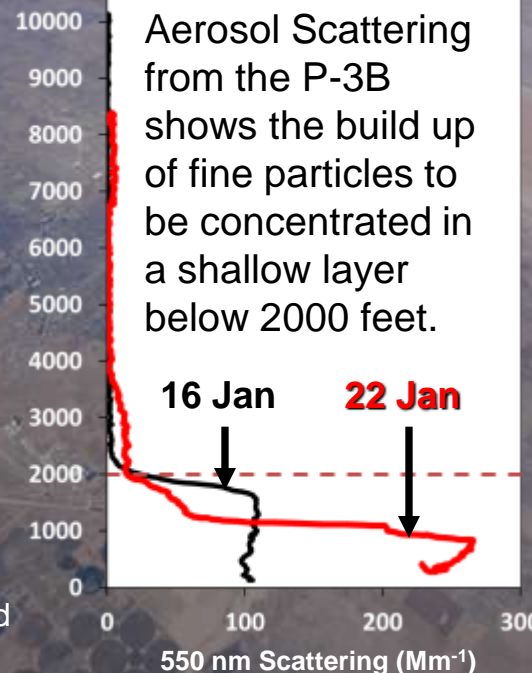 10000
9000
8000
7000
6000
5000
4000
3000
2000
1000
0
Aerosol Scattering
from the P-3B
shows the build up
of fine particles to
be concentrated in
a shallow layer
below 2000 feet.
16 Jan 22 Jan
0 100 200 300
550 nm Scattering (Mm⁻¹)